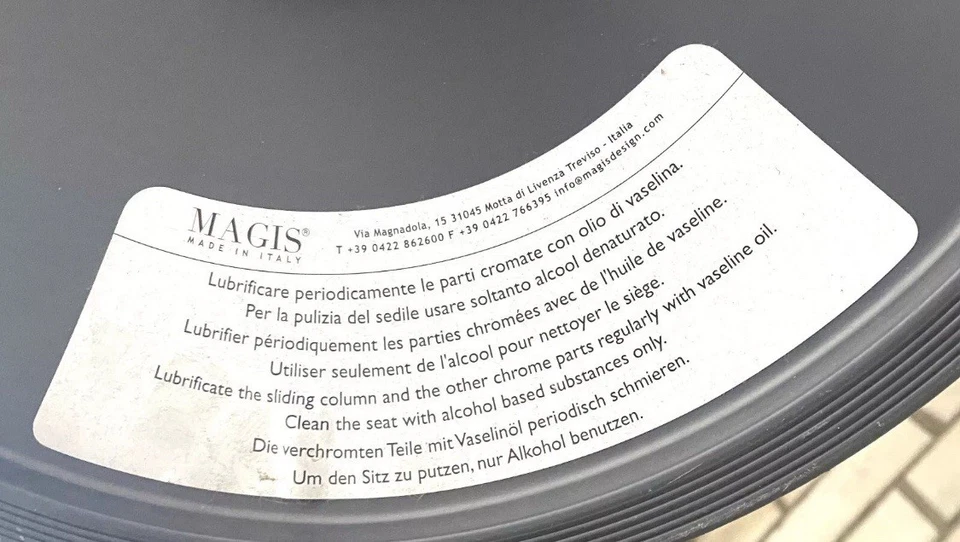 MAGIS®
MADE IN ITALY
Via Magnadola, 15 31045 Motta di Livenza Treviso - Italia
T +39 0422 862600 F +39 0422 766395 info@magisdesign.com
Lubrificare periodicamente le parti cromate con olio di vaselina.
Per la pulizia del sedile usare soltanto alcool denaturato.
Lubrifier périodiquement les parties chromées avec de l'huile de vaseline.
Utiliser seulement de l'alcool pour nettoyer le siège.
Lubrificate the sliding column and the other chrome parts regularly with vaseline oil.
Clean the seat with alcohol based substances only.
Die verchromten Teile mit Vaselinöl periodisch schmieren.
Um den Sitz zu putzen, nur Alkohol benutzen.